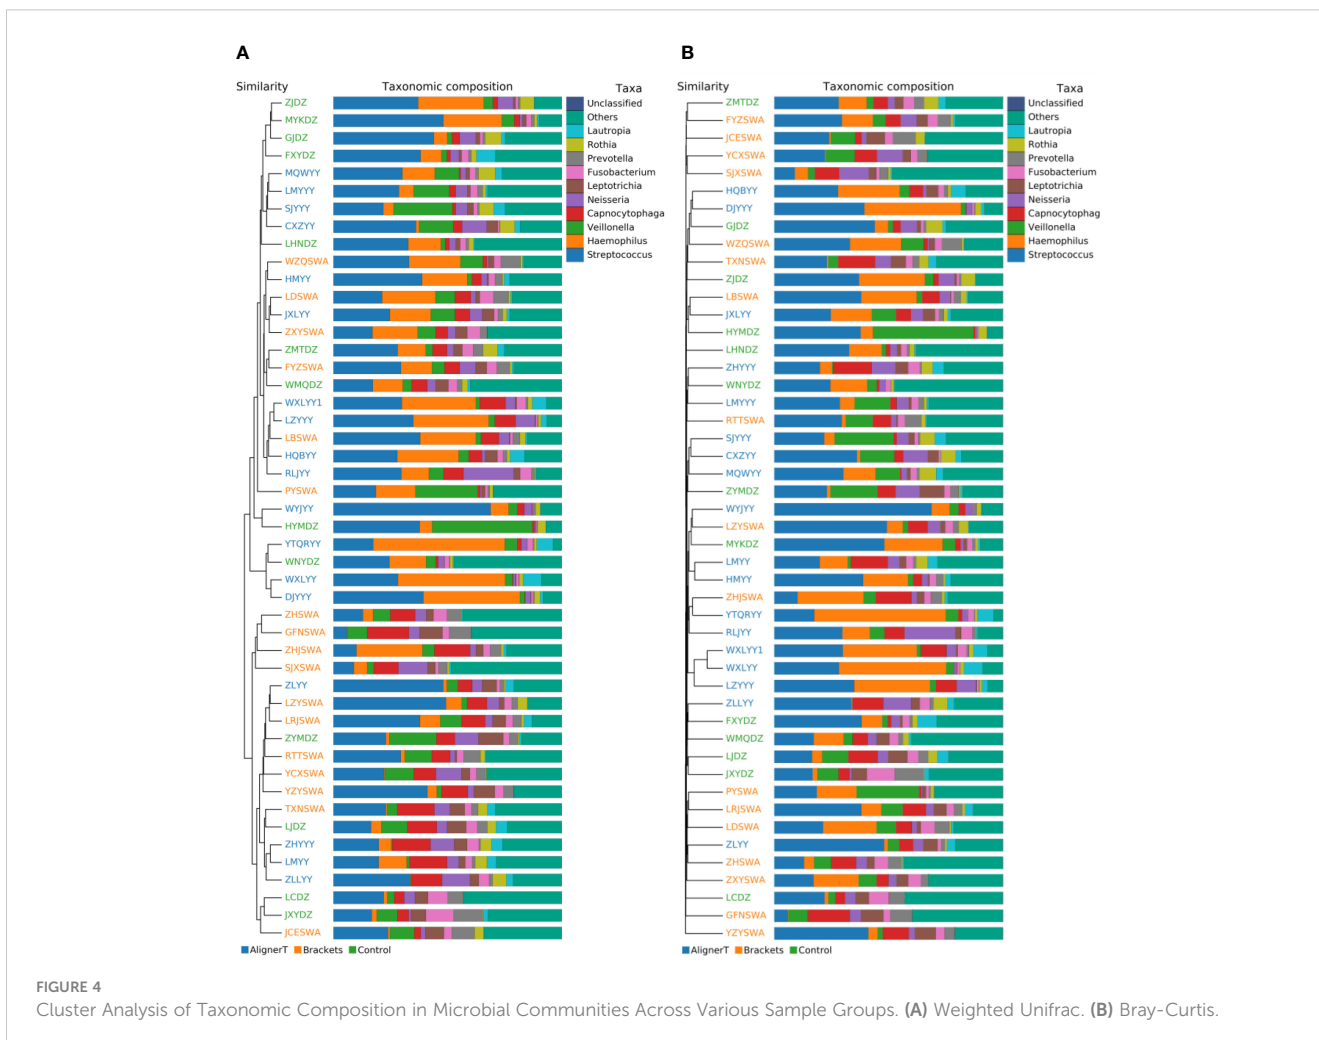 A
Similarity
Taxonomic composition
Taxa
ZJDZ
MYKDZ
GJDZ
FXYDZ
MQWYY
LMYYY
SJYYY
CXZYY
LHNDZ
WZQSWA
HMYY
LDSWA
JXLYY
ZXYSWA
ZMTDZ
FYZSWA
WMQDZ
WXLYY1
LZYYY
LBSWA
HQBYY
RLJYY
PYSWA
WYJYY
HYMDZ
YTQRYY
WNYDZ
WXLYY
DJYYY
ZHSWA
GFNSWA
ZHJSWA
SJXSWA
ZLYY
LZYSWA
LRJSWA
ZYMDZ
RTTSWA
YCXSWA
YZYSWA
TXNSWA
LJDZ
ZHYYY
LMYY
ZLLYY
LCDZ
JXYDZ
JCESWA
Unclassified
Others
Lautropia
Rothia
Prevotella
Fusobacterium
Leptotrichia
Neisseria
Capnocytophaga
Veillonella
Haemophilus
Streptococcus
AlignerT Brackets Control
B
Similarity
Taxonomic composition
Taxa
ZMTDZ
FYZSWA
JCESWA
YCXSWA
SJXSWA
HQBYY
DJYYY
GJDZ
WZQSWA
TXNSWA
ZJDZ
LBSWA
JXLYY
HYMDZ
LHNDZ
ZHYYY
WNYDZ
LMYYY
RTTSWA
SJYYY
CXZYY
MQWYY
ZYMDZ
WYJYY
LZYSWA
MYKDZ
LMYY
HMYY
ZHJSWA
YTQRYY
RLJYY
WXLYY1
WXLYY
LZYYY
ZLLYY
FXYDZ
WMQDZ
LJDZ
JXYDZ
PYSWA
LRJSWA
LDSWA
ZLYY
ZHSWA
ZXYSWA
LCDZ
GFNSWA
YZYSWA
Unclassified
Others
Lautropia
Rothia
Prevotella
Fusobacterium
Leptotrichia
Neisseria
Capnocytophag
Veillonella
Haemophilus
Streptococcus
AlignerT Brackets Control
FIGURE 4
Cluster Analysis of Taxonomic Composition in Microbial Communities Across Various Sample Groups. (A) Weighted Unifrac. (B) Bray-Curtis.